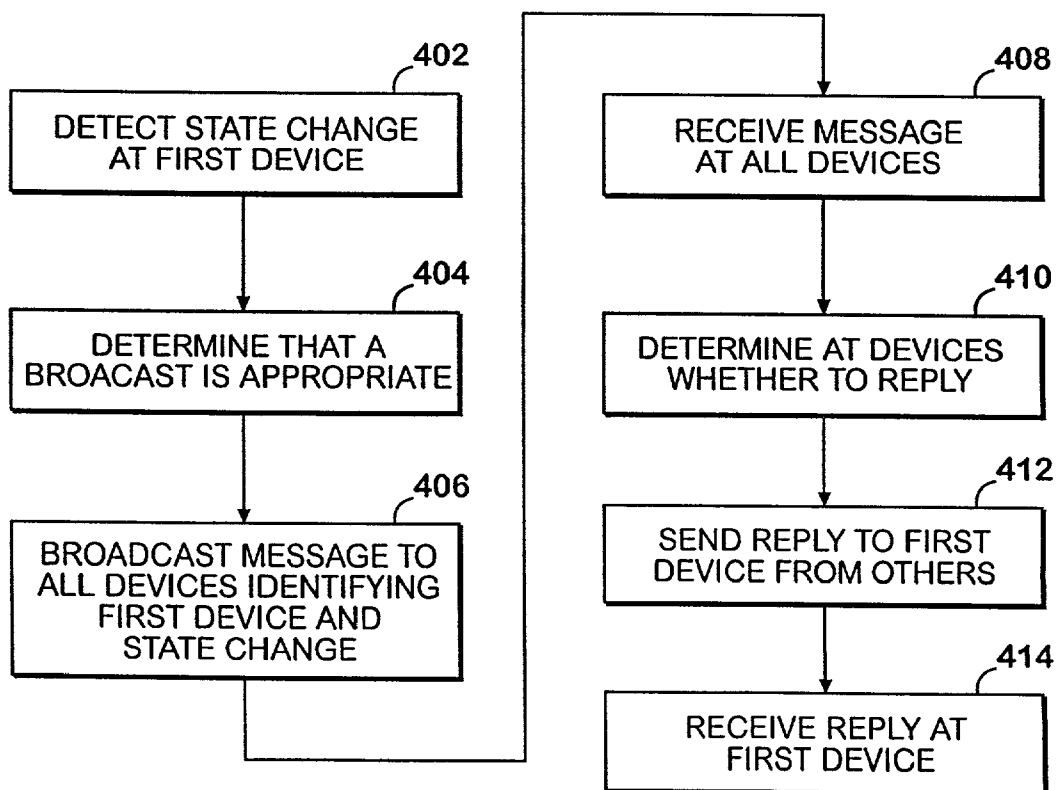 402
DETECT STATE CHANGE
AT FIRST DEVICE
404
DETERMINE THAT A
BROACAST IS APPROPRIATE
406
BROADCAST MESSAGE TO
ALL DEVICES IDENTIFYING
FIRST DEVICE AND
STATE CHANGE
408
RECEIVE MESSAGE
AT ALL DEVICES
410
DETERMINE AT DEVICES
WHETHER TO REPLY
412
SEND REPLY TO FIRST
DEVICE FROM OTHERS
414
RECEIVE REPLY AT
FIRST DEVICE